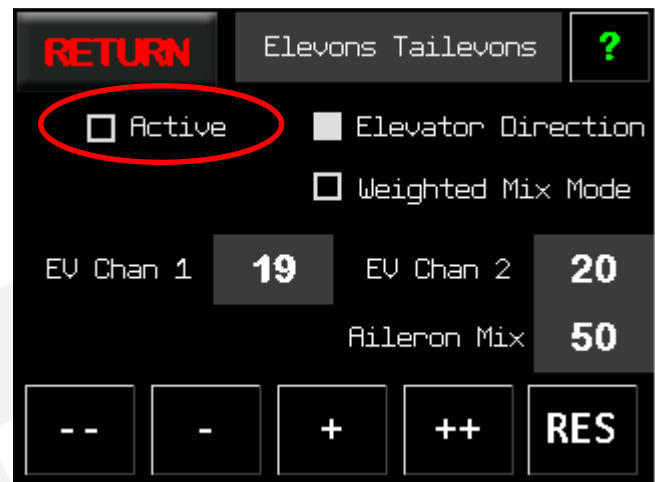 RETURN Elevons Tailevons ?
Active Elevator Direction
Weighted Mix Mode
EV Chan 1 19 EV Chan 2 20
Aileron Mix 50
-- - + ++ RES